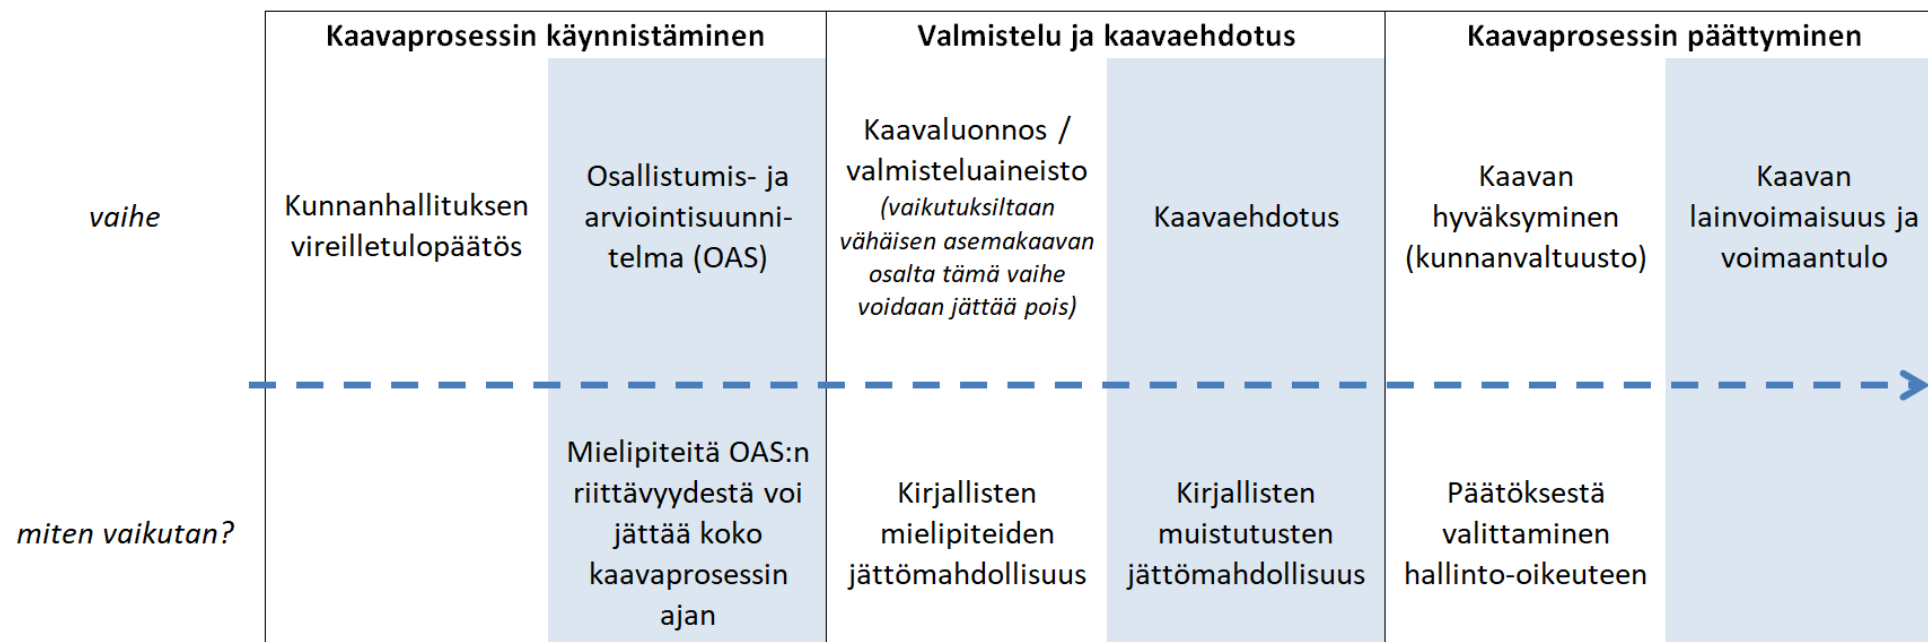 Kaavaprosessin käynnistäminen
Valmistelu ja kaavaehdotus
Kaavaprosessin päättyminen
vaihe
Kunnanhallituksen
vireilletulopäätös
Osallistumis- ja
arviointisuunni-
telma (OAS)
Kaavaluonnos /
valmisteluaineisto
(vaikutuksiltaan
vähäisen asemakaavan
osalta tämä vaihe
voidaan jättää pois)
Kaavaehdotus
Kaavan
hyväksyminen
(kunnanvaltuusto)
Kaavan
lainvoimaisuus ja
voimaantulo
miten vaikutan?
Mielipiteitä OAS:n
riittävyydestä voi
jättää koko
kaavaprosessin
ajan
Kirjallisten
mielipiteiden
jättömahdollisuus
Kirjallisten
muistutusten
jättömahdollisuus
Päätöksestä
valittaminen
hallinto-oikeuteen